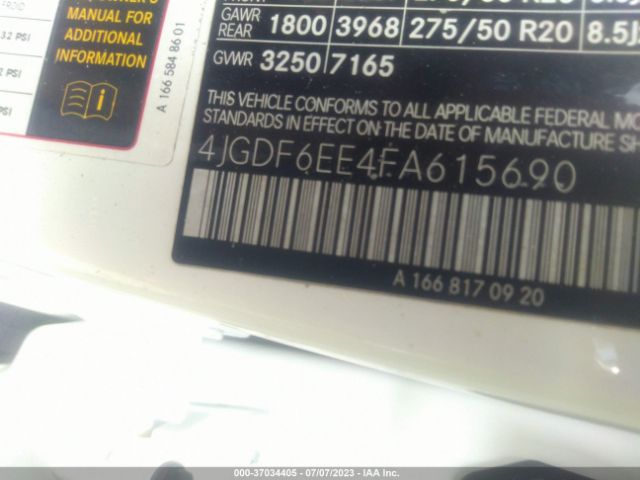 OWNER'S
MANUAL FOR
ADDITIONAL
INFORMATION
32 PSI
PSI
PSI
A 166 584 86 01
GAWR
REAR 1800 3968 275/50 R20 8.5J
GVWR 3250 7165
THIS VEHICLE CONFORMS TO ALL APPLICABLE FEDERAL MO
STANDARDS IN EFFECT ON THE DATE OF MANUFACTURE SH
4JGDF6EE4FA615690
A 166 817 09 20
000-37034405 - 07/07/2023 - IAA Inc.